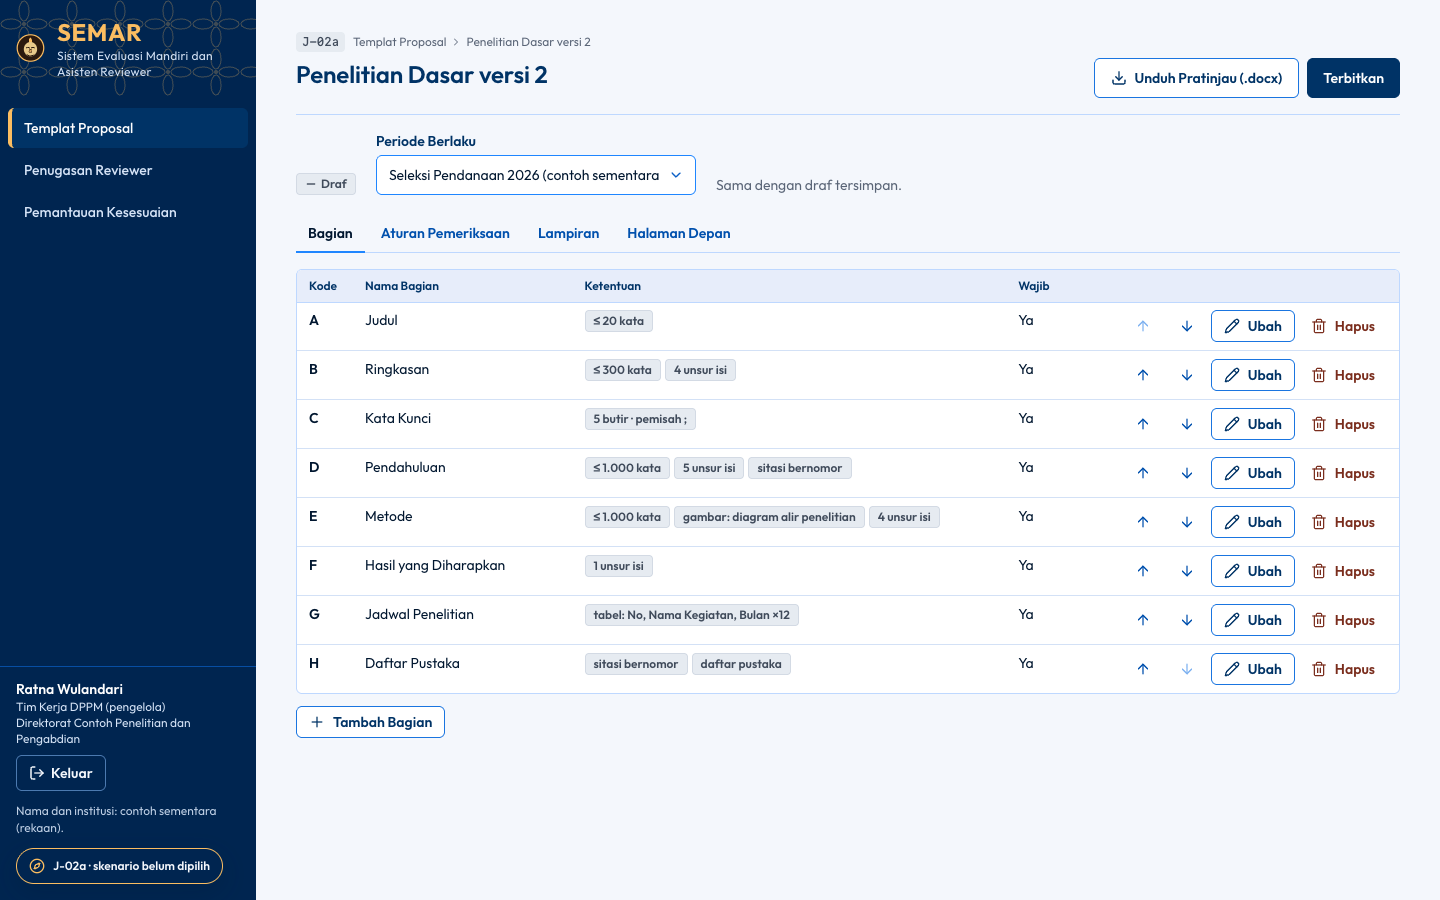 SEMAR
Sistem Evaluasi Mandiri dan
Asisten Reviewer
Templat Proposal
Penugasan Reviewer
Pemantauan Kesesuaian
Ratna Wulandari
Tim Kerja DPPM (pengelola)
Direktorat Contoh Penelitian dan
Pengabdian
Keluar
Nama dan institusi: contoh sementara
(rekaan).
J-02a · skenario belum dipilih
J-02a Templat Proposal > Penelitian Dasar versi 2
Penelitian Dasar versi 2
Unduh Pratinjau (.docx)
Terbitkan
Periode Berlaku
— Draf
Seleksi Pendanaan 2026 (contoh sementara
Sama dengan draf tersimpan.
Bagian Aturan Pemeriksaan Lampiran Halaman Depan
Kode Nama Bagian Ketentuan Wajib
A Judul ≤ 20 kata Ya Ubah Hapus
B Ringkasan ≤ 300 kata 4 unsur isi Ya Ubah Hapus
C Kata Kunci 5 butir · pemisah ; Ya Ubah Hapus
D Pendahuluan ≤ 1.000 kata 5 unsur isi sitasi bernomor Ya Ubah Hapus
E Metode ≤ 1.000 kata gambar: diagram alir penelitian 4 unsur isi Ya Ubah Hapus
F Hasil yang Diharapkan 1 unsur isi Ya Ubah Hapus
G Jadwal Penelitian tabel: No, Nama Kegiatan, Bulan ×12 Ya Ubah Hapus
H Daftar Pustaka sitasi bernomor daftar pustaka Ya Ubah Hapus
+ Tambah Bagian